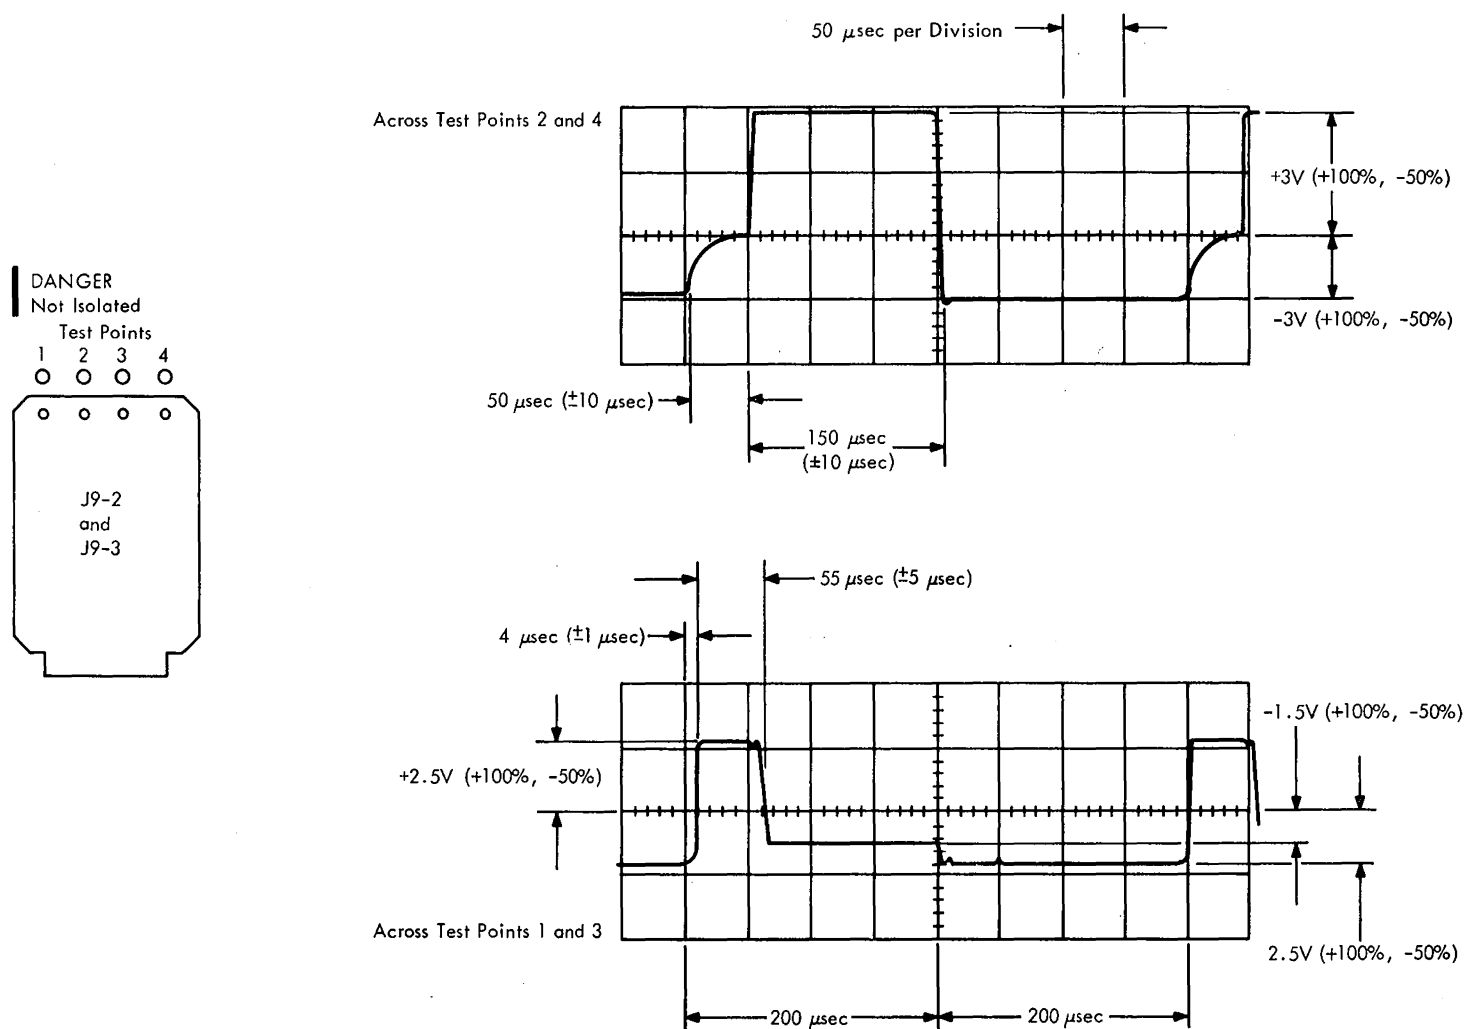 50 μsec per Division
Across Test Points 2 and 4
+3V (+100%, -50%)
-3V (+100%, -50%)
DANGER
Not Isolated
Test Points
1 2 3 4
J9-2
and
J9-3
50 μsec (±10 μsec)
150 μsec
(±10 μsec)
55 μsec (±5 μsec)
4 μsec (±1 μsec)
+2.5V (+100%, -50%)
-1.5V (+100%, -50%)
Across Test Points 1 and 3
2.5V (+100%, -50%)
200 μsec
200 μsec